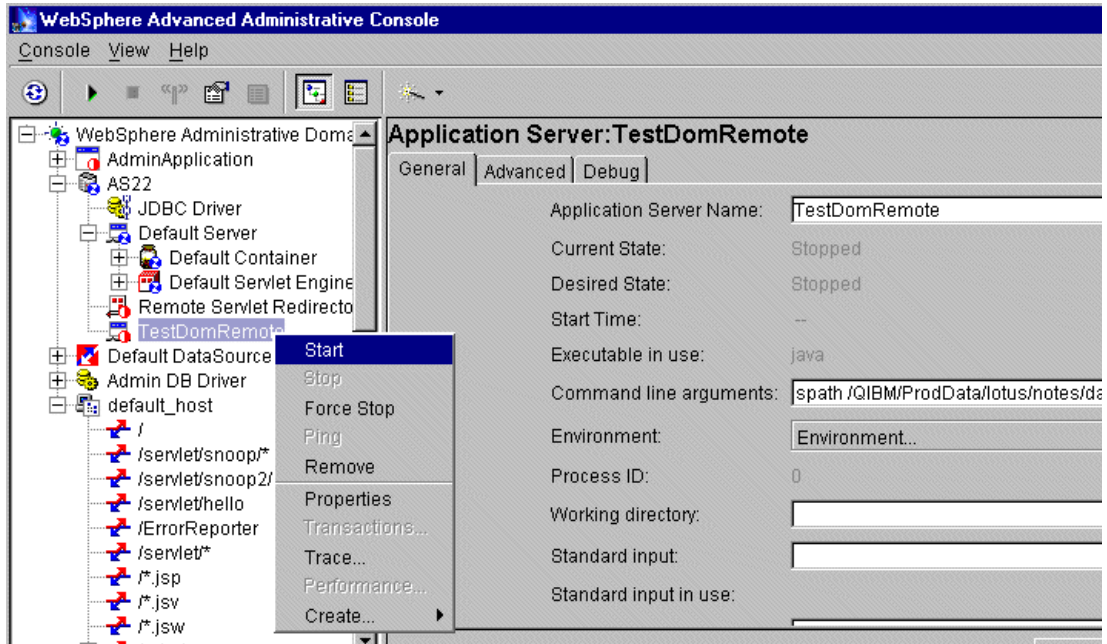 WebSphere Advanced Administrative Console
Console View Help
WebSphere Administrative Doma
AdminApplication
AS22
JDBC Driver
Default Server
Default Container
Default Servlet Engine
Remote Servlet Redirecto
TestDomRemote
Default DataSource
Admin DB Driver
default_host
/
/servlet/snoop/*
/servlet/snoop2/
/servlet/hello
/ErrorReporter
/servlet/*
/*.jsp
/*.jsv
/*.jsw
Start
Stop
Force Stop
Ping
Remove
Properties
Transactions...
Trace...
Performance...
Create...
Application Server:TestDomRemote
General Advanced Debug
Application Server Name: TestDomRemote
Current State: Stopped
Desired State: Stopped
Start Time: --
Executable in use: java
Command line arguments: spath /QIBM/ProdData/lotus/notes/da
Environment: Environment...
Process ID: 0
Working directory:
Standard input:
Standard input in use: